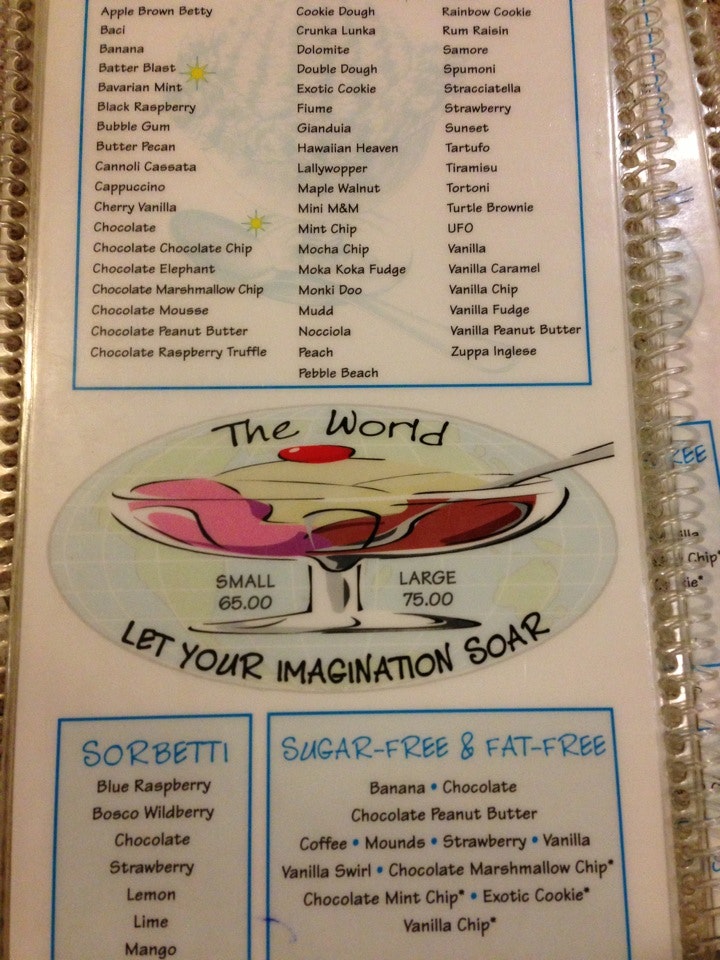 Apple Brown Betty
Baci
Banana
Batter Blast
Bavarian Mint
Black Raspberry
Bubble Gum
Butter Pecan
Cannoli Cassata
Cappuccino
Cherry Vanilla
Chocolate
Chocolate Chocolate Chip
Chocolate Elephant
Chocolate Marshmallow Chip
Chocolate Mousse
Chocolate Peanut Butter
Chocolate Raspberry Truffle
Cookie Dough
Crunka Lunka
Dolomite
Double Dough
Exotic Cookie
Fiume
Gianduia
Hawaiian Heaven
Lallywopper
Maple Walnut
Mini M&M
Mint Chip
Mocha Chip
Moka Koka Fudge
Monki Doo
Mudd
Nocciola
Peach
Pebble Beach
Rainbow Cookie
Rum Raisin
Samore
Spumoni
Stracciatella
Strawberry
Sunset
Tartufo
Tiramisu
Tortoni
Turtle Brownie
UFO
Vanilla
Vanilla Caramel
Vanilla Chip
Vanilla Fudge
Vanilla Peanut Butter
Zuppa Inglese
The World
SMALL
65.00
LARGE
75.00
LET YOUR IMAGINATION SOAR
SORBETTI
Blue Raspberry
Bosco Wildberry
Chocolate
Strawberry
Lemon
Lime
Mango
SUGAR-FREE & FAT-FREE
Banana • Chocolate
Chocolate Peanut Butter
Coffee • Mounds • Strawberry • Vanilla
Vanilla Swirl • Chocolate Marshmallow Chip*
Chocolate Mint Chip* • Exotic Cookie*
Vanilla Chip*
Chip*